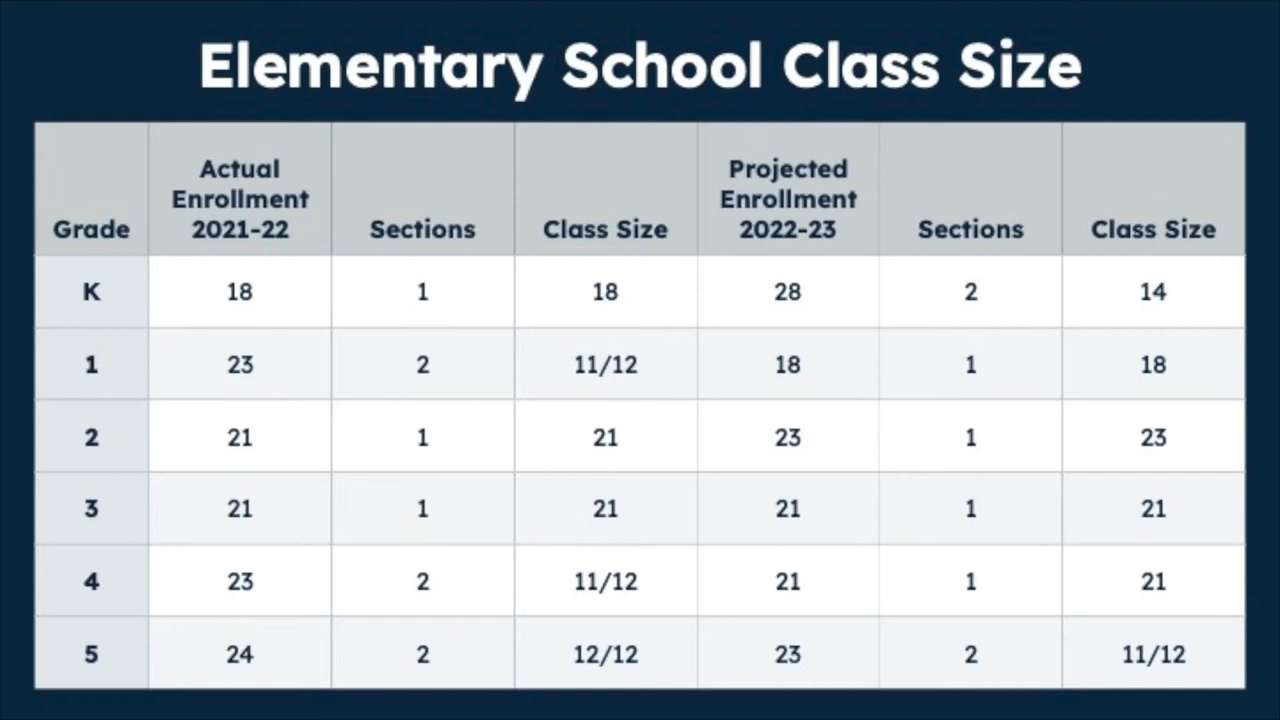 Elementary School Class Size
Actual
Projected
Enrollment
Enrollment
Grade 2021-22 Sections Class Size 2022-23 Sections Class Size
K 18 1 18 28 2 14
1 23 2 11/12 18 1 18
2 21 1 21 23 1 23
3 21 1 21 21 1 21
4 23 2 11/12 21 1 21
5 24 2 12/12 23 2 11/12